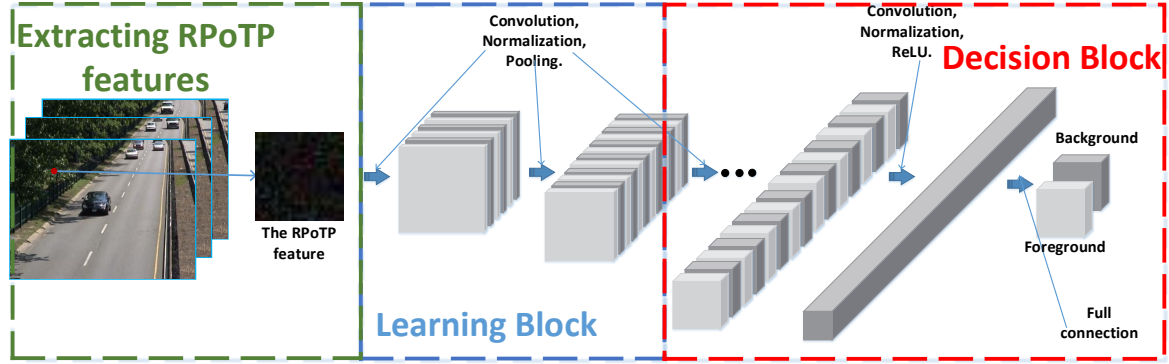 Extracting RPoTP
features
The RPoTP
feature
Convolution,
Normalization,
Pooling.
Learning Block
Convolution,
Normalization,
ReLU.
Decision Block
Background
Foreground
Full
connection